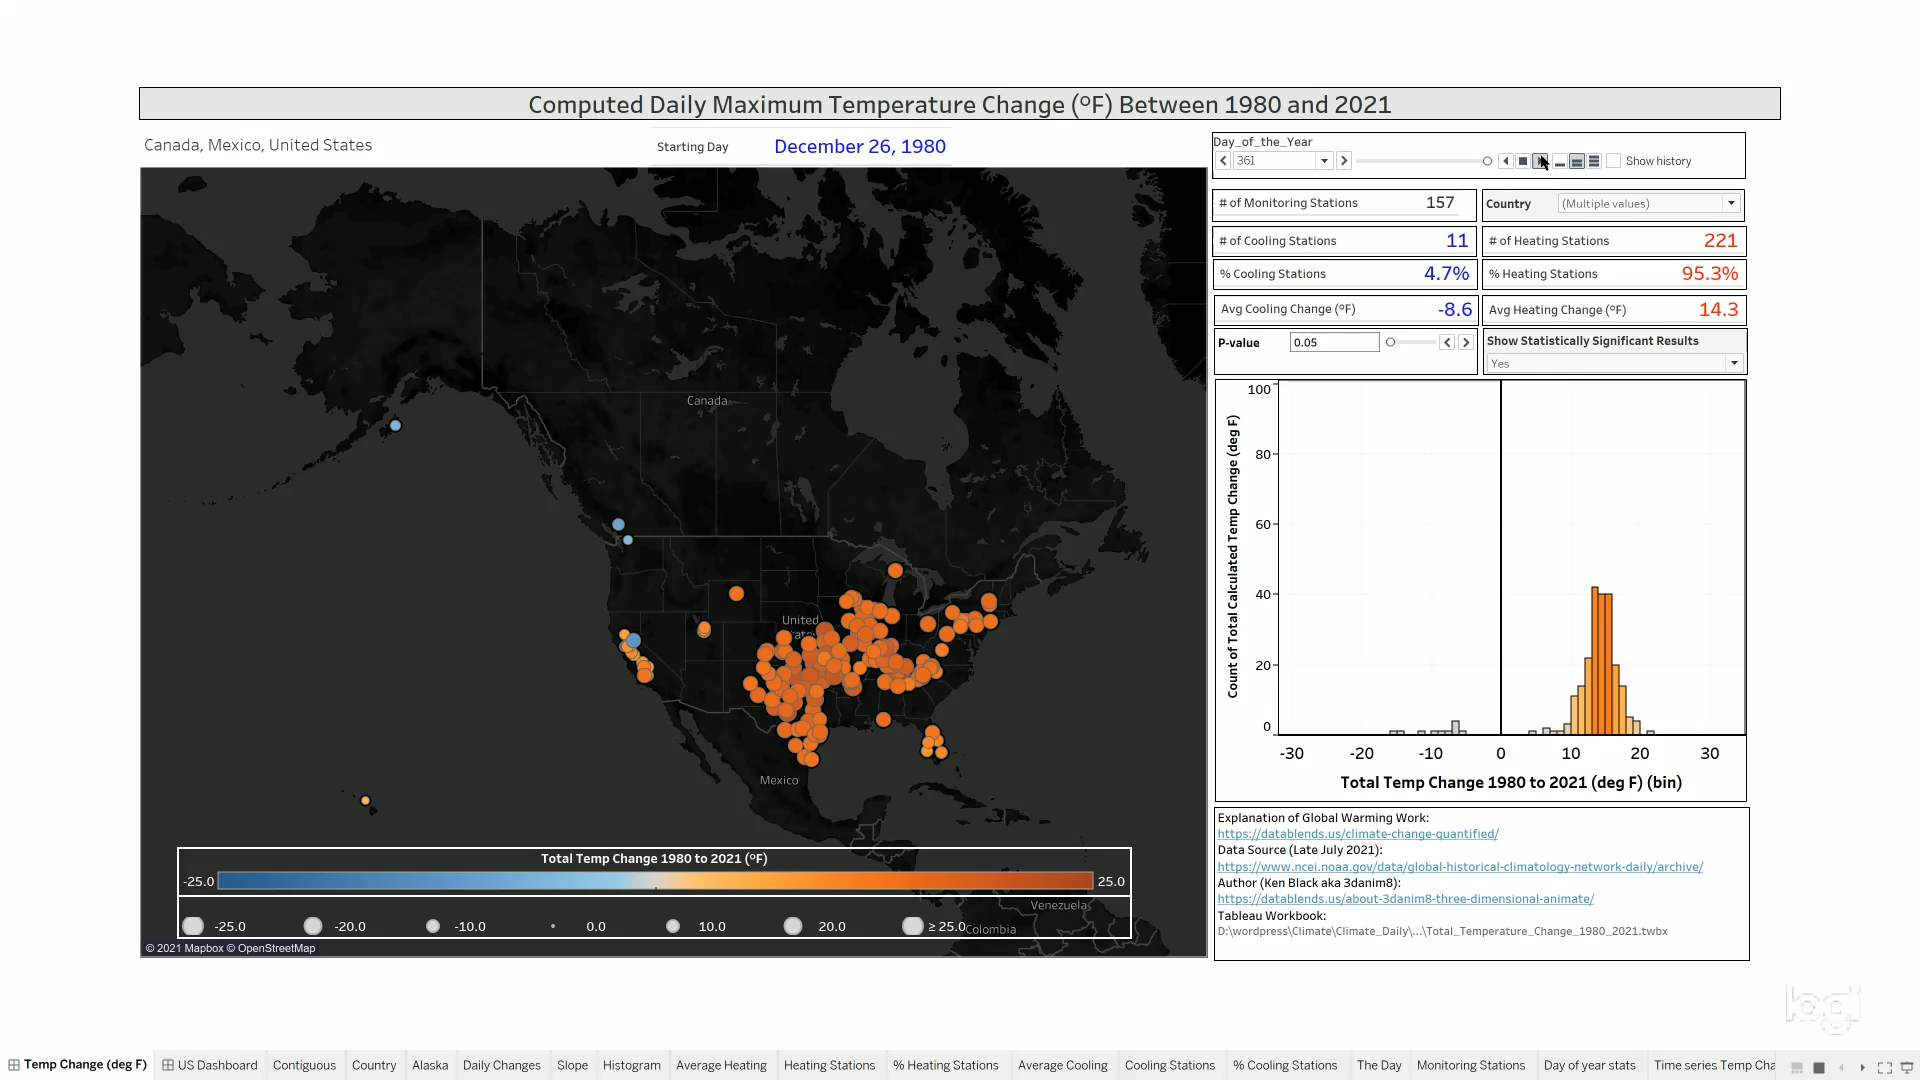 Computed Daily Maximum Temperature Change (ºF) Between 1980 and 2021
Canada, Mexico, United States
Starting Day
December 26, 1980
Day_of_the_Year
361
Show history
# of Monitoring Stations 157
Country (Multiple values)
# of Cooling Stations 11
# of Heating Stations 221
% Cooling Stations 4.7%
% Heating Stations 95.3%
Avg Cooling Change (ºF) -8.6
Avg Heating Change (ºF) 14.3
P-value 0.05
Show Statistically Significant Results
Yes
Canada
United
Mexico
Venezuela
Colombia
Total Temp Change 1980 to 2021 (ºF)
-25.0 25.0
-25.0 -20.0 -10.0 0.0 10.0 20.0 ≥ 25.0
© 2021 Mapbox © OpenStreetMap
Count of Total Calculated Temp Change (deg F)
100
80
60
40
20
0
-30 -20 -10 0 10 20 30
Total Temp Change 1980 to 2021 (deg F) (bin)
Explanation of Global Warming Work:
https://datablends.us/climate-change-quantified/
Data Source (Late July 2021):
https://www.ncei.noaa.gov/data/global-historical-climatology-network-daily/archive/
Author (Ken Black aka 3danim8):
https://datablends.us/about-3danim8-three-dimensional-animate/
Tableau Workbook:
D:\wordpress\Climate\Climate_Daily\...\Total_Temperature_Change_1980_2021.twbx
logi
Temp Change (deg F) US Dashboard Contiguous Country Alaska Daily Changes Slope Histogram Average Heating Heating Stations % Heating Stations Average Cooling Cooling Stations % Cooling Stations The Day Monitoring Stations Day of year stats Time series Temp Cha